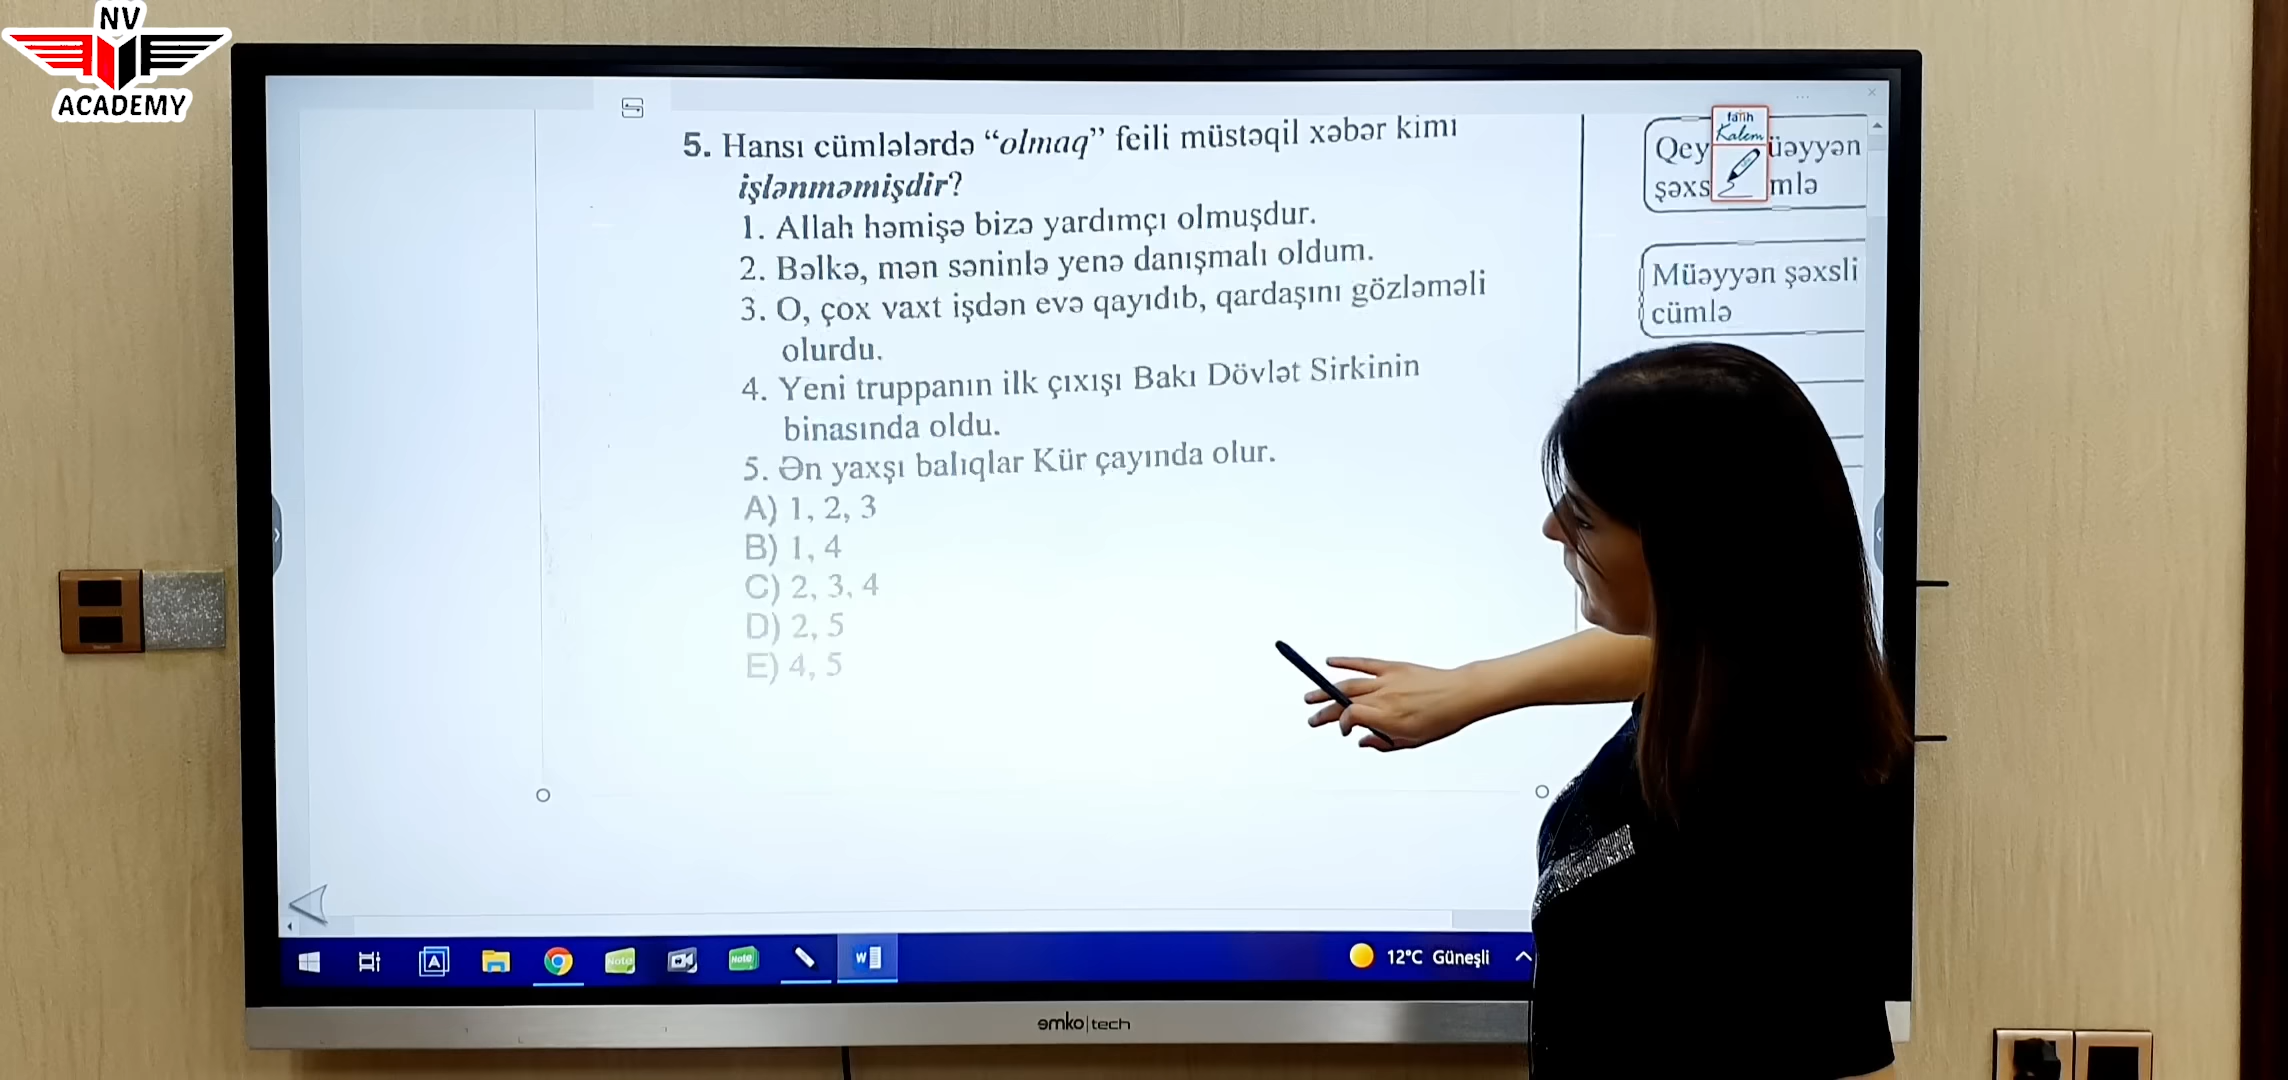 NV
ACADEMY
5. Hansı cümlələrdə “olmaq” feili müstəqil xəbər kimi
işlənməmişdir?
1. Allah həmişə bizə yardımçı olmuşdur.
2. Bəlkə, mən səninlə yenə danışmalı oldum.
3. O, çox vaxt işdən evə qayıdıb, qardaşını gözləməli
olurdu.
4. Yeni truppanın ilk çıxışı Bakı Dövlət Sirkinin
binasında oldu.
5. Ən yaxşı balıqlar Kür çayında olur.
A) 1, 2, 3
B) 1, 4
C) 2, 3, 4
D) 2, 5
E) 4, 5
fatih
Kalem
Qey üəyyən
şəxs mlə
Müəyyən şəxsli
cümlə
A
Note
Note
W
12°C Güneşli
emko|tech